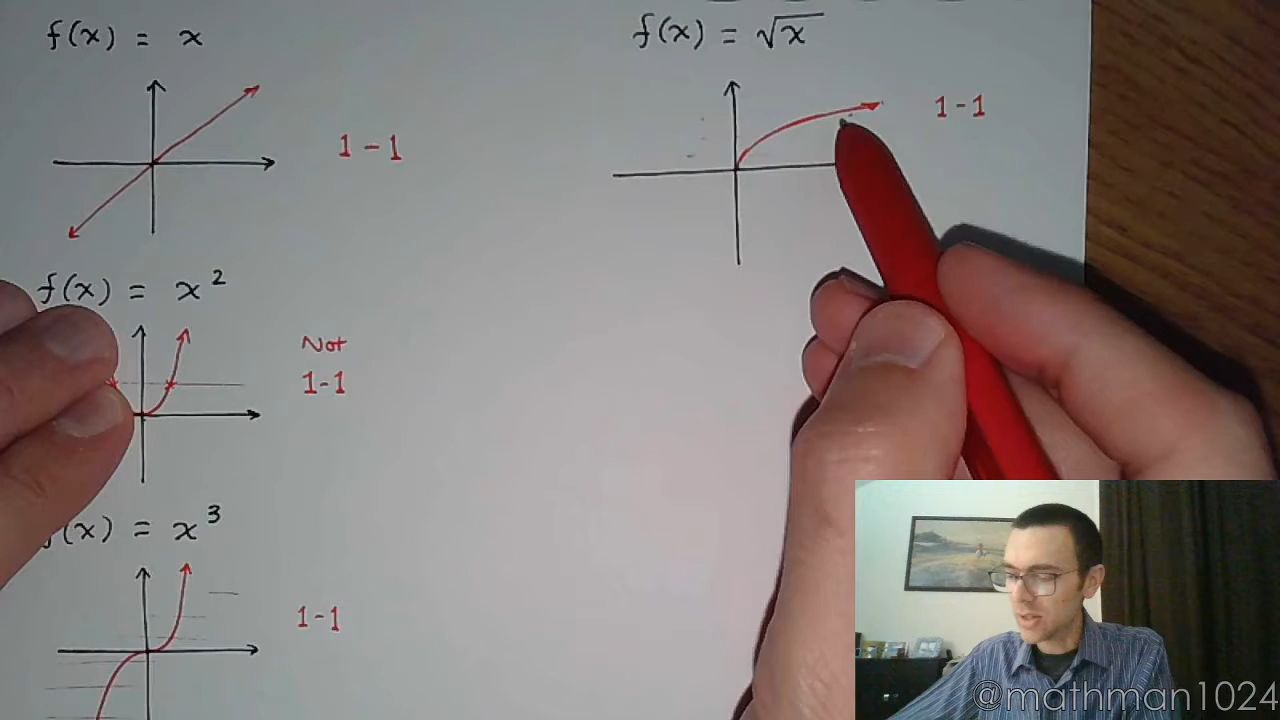 f(x) = x
1-1
f(x) = x²
Not
1-1
f(x) = x³
1-1
f(x) = √x
1-1
@mathman1024